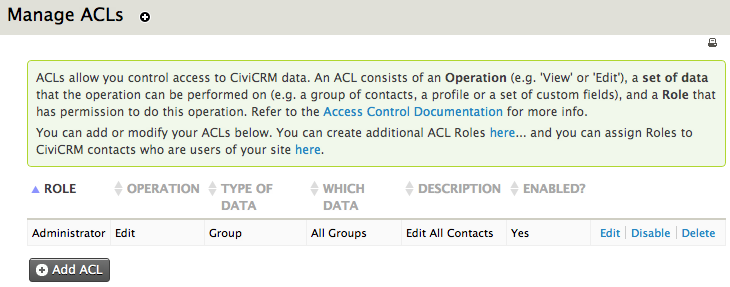 Manage ACLs
ACLs allow you control access to CiviCRM data. An ACL consists of an Operation (e.g. 'View' or 'Edit'), a set of data
that the operation can be performed on (e.g. a group of contacts, a profile or a set of custom fields), and a Role that
has permission to do this operation. Refer to the Access Control Documentation for more info.
You can add or modify your ACLs below. You can create additional ACL Roles here... and you can assign Roles to
CiviCRM contacts who are users of your site here.
ROLE OPERATION TYPE OF DATA WHICH DATA DESCRIPTION ENABLED?
Administrator Edit Group All Groups Edit All Contacts Yes Edit Disable Delete
Add ACL